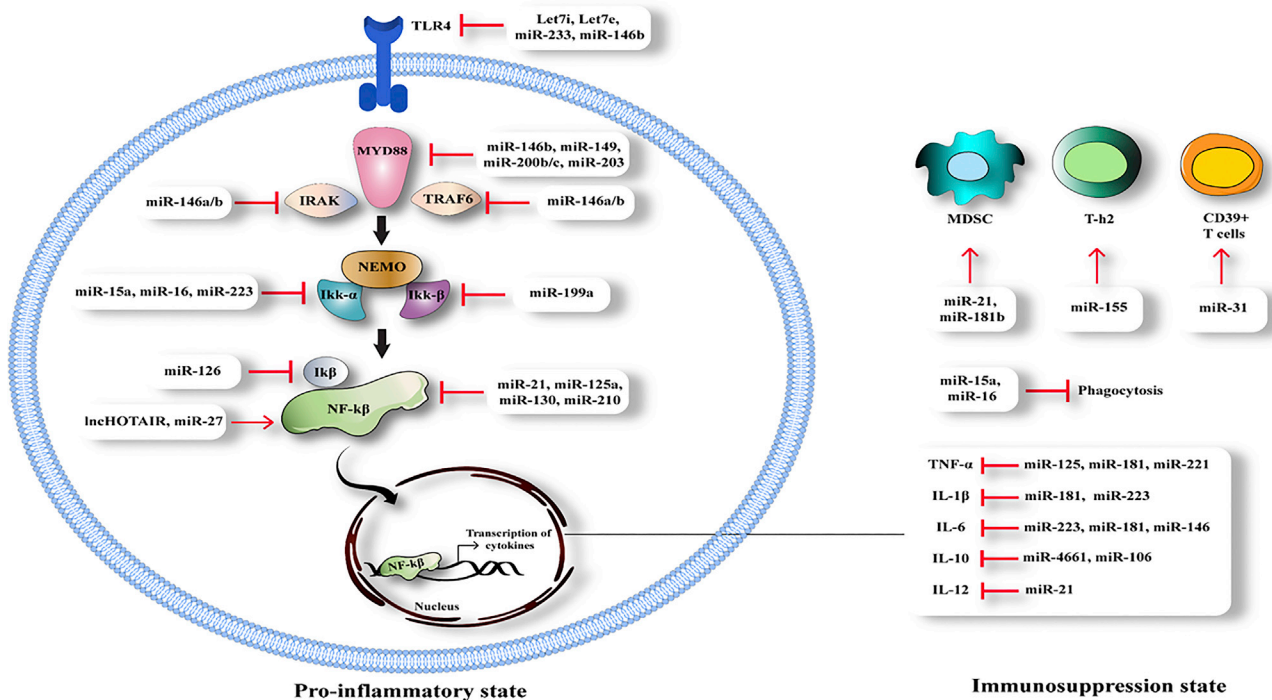 TLR4
Let7i, Let7e,
miR-233, miR-146b
MYD88
miR-146b, miR-149,
miR-200b/c, miR-203
miR-146a/b
IRAK
TRAF6
miR-146a/b
NEMO
miR-15a, miR-16, miR-223
Ikk-α
Ikk-β
miR-199a
miR-126
Ikβ
NF-kβ
miR-21, miR-125a,
miR-130, miR-210
lncHOTAIR, miR-27
Transcription of
cytokines
NF-kβ
Nucleus
Pro-inflammatory state
MDSC
T-h2
CD39+
T cells
miR-21,
miR-181b
miR-155
miR-31
miR-15a,
miR-16
Phagocytosis
TNF-α
miR-125, miR-181, miR-221
IL-1β
miR-181, miR-223
IL-6
miR-223, miR-181, miR-146
IL-10
miR-4661, miR-106
IL-12
miR-21
Immunosuppression state